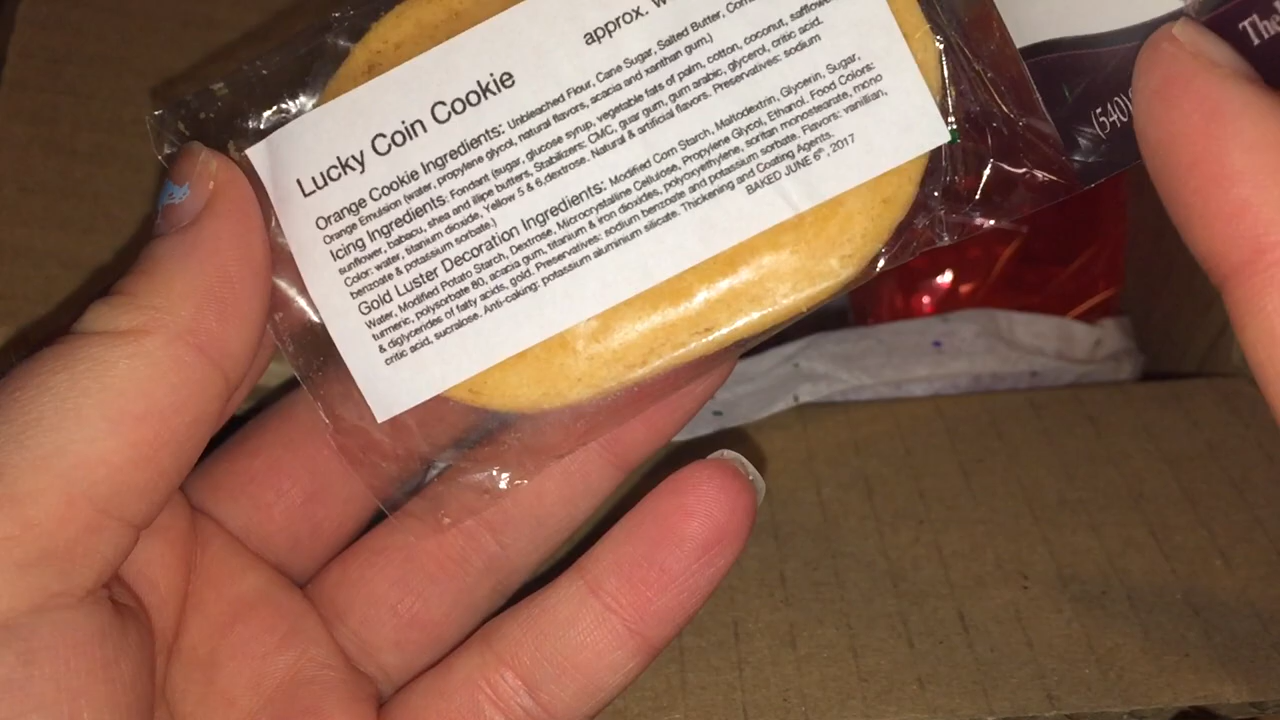 approx. w
Lucky Coin Cookie
Orange Cookie Ingredients: Unbleached Flour, Cane Sugar, Salted Butter, Corn
Orange Emulsion (water, propylene glycol, natural flavors, acacia and xanthan gum.)
Icing Ingredients: Fondant (sugar, glucose syrup, vegetable fats of palm, cotton, coconut, safflower
sunflower, babacu, shea and illipe butters, Stabilizers: CMC, guar gum, gum arabic, glycerol, critic acid.
Color: water, titanium dioxide, Yellow 5 & 6,dextrose. Natural & artificial flavors. Preservatives: sodium
benzoate & potassium sorbate.)
Gold Luster Decoration Ingredients: Modified Corn Starch, Maltodextrin, Glycerin, Sugar,
Water, Modified Potato Starch, Dextrose, Microcrystalline Cellulose, Propylene Glycol, Ethanol. Food Colors:
turmeric, polysorbate 80, acacia gum, titanium & iron dioxides, polyoxyethylene, soritan monostearate, mono
& diglycerides of fatty acids, gold. Preservatives: sodium benzoate and potassium sorbate. Flavors: vanillian,
critic acid, sucralose. Anti-caking: potassium aluminium silicate. Thickening and Coating Agents.
BAKED JUNE 6th, 2017
The
(540)